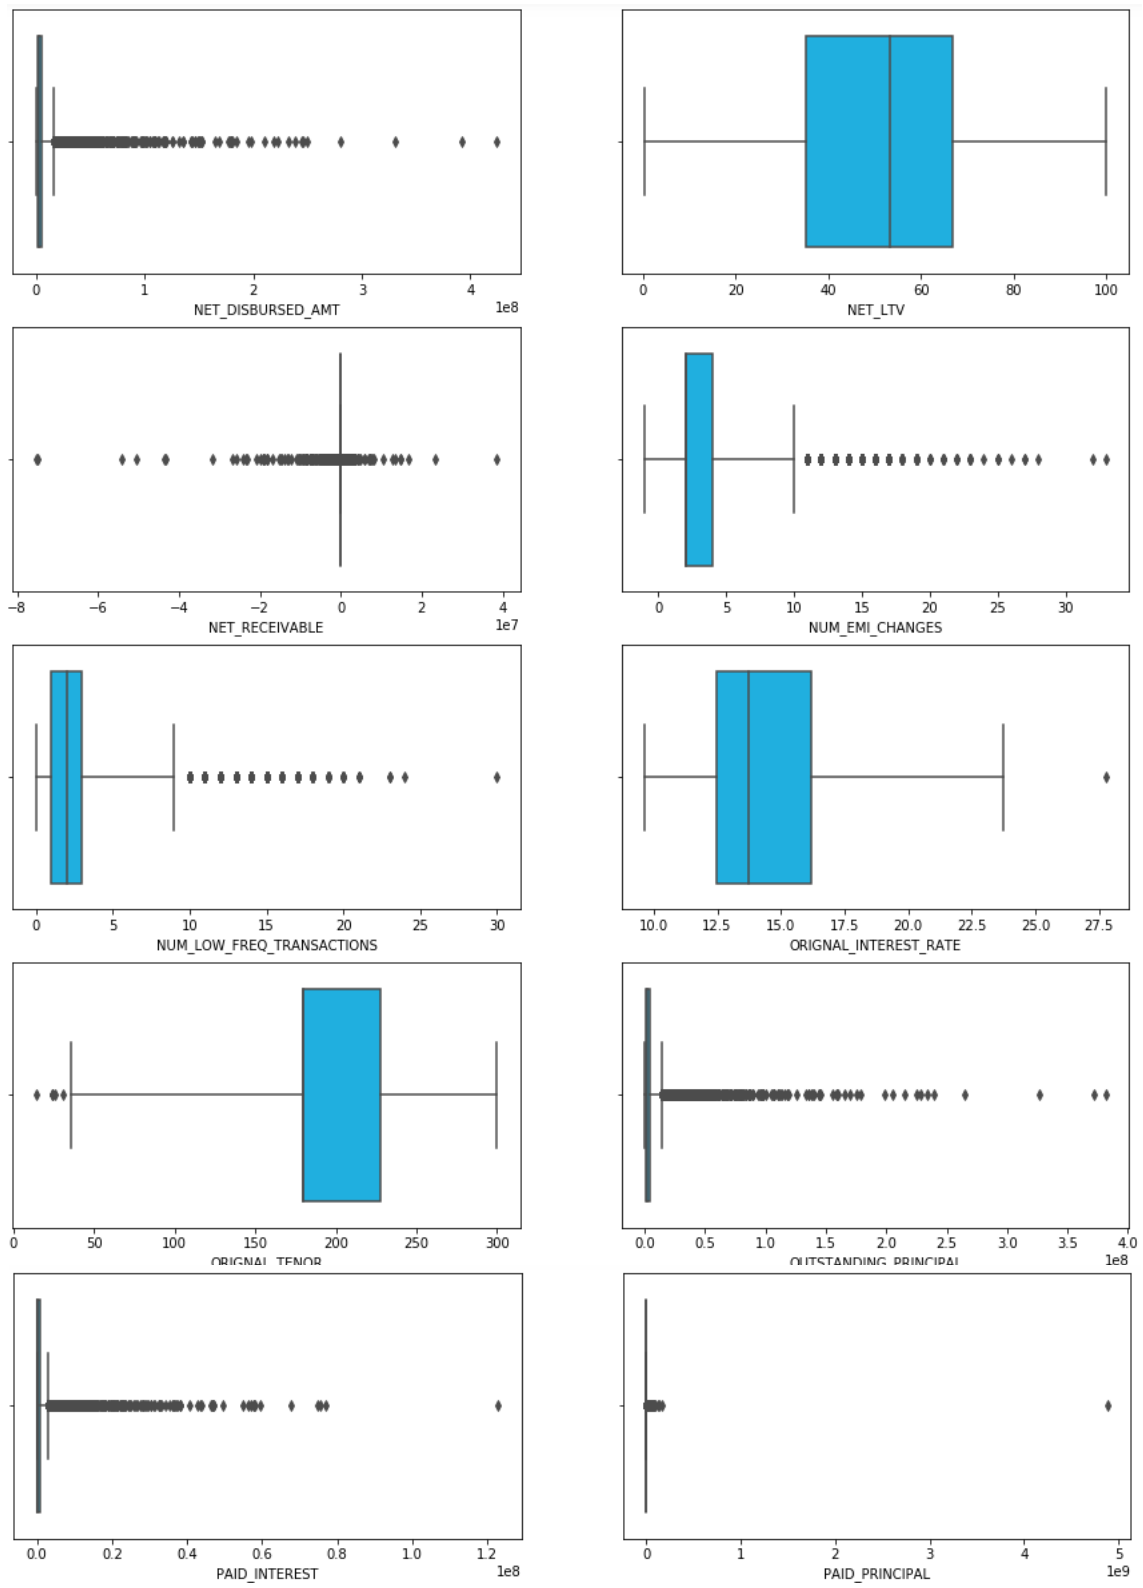 0 1 2 3 4
1e8
NET_DISBURSED_AMT
0 20 40 60 80 100
NET_LTV
−8 −6 −4 −2 0 2 4
1e7
NET_RECEIVABLE
0 5 10 15 20 25 30
NUM_EMI_CHANGES
0 5 10 15 20 25 30
NUM_LOW_FREQ_TRANSACTIONS
10.0 12.5 15.0 17.5 20.0 22.5 25.0 27.5
ORIGNAL_INTEREST_RATE
0 50 100 150 200 250 300
ORIGNAL_TENOR
0.0 0.5 1.0 1.5 2.0 2.5 3.0 3.5 4.0
1e8
OUTSTANDING_PRINCIPAL
0.0 0.2 0.4 0.6 0.8 1.0 1.2
1e8
PAID_INTEREST
0 1 2 3 4 5
1e9
PAID_PRINCIPAL